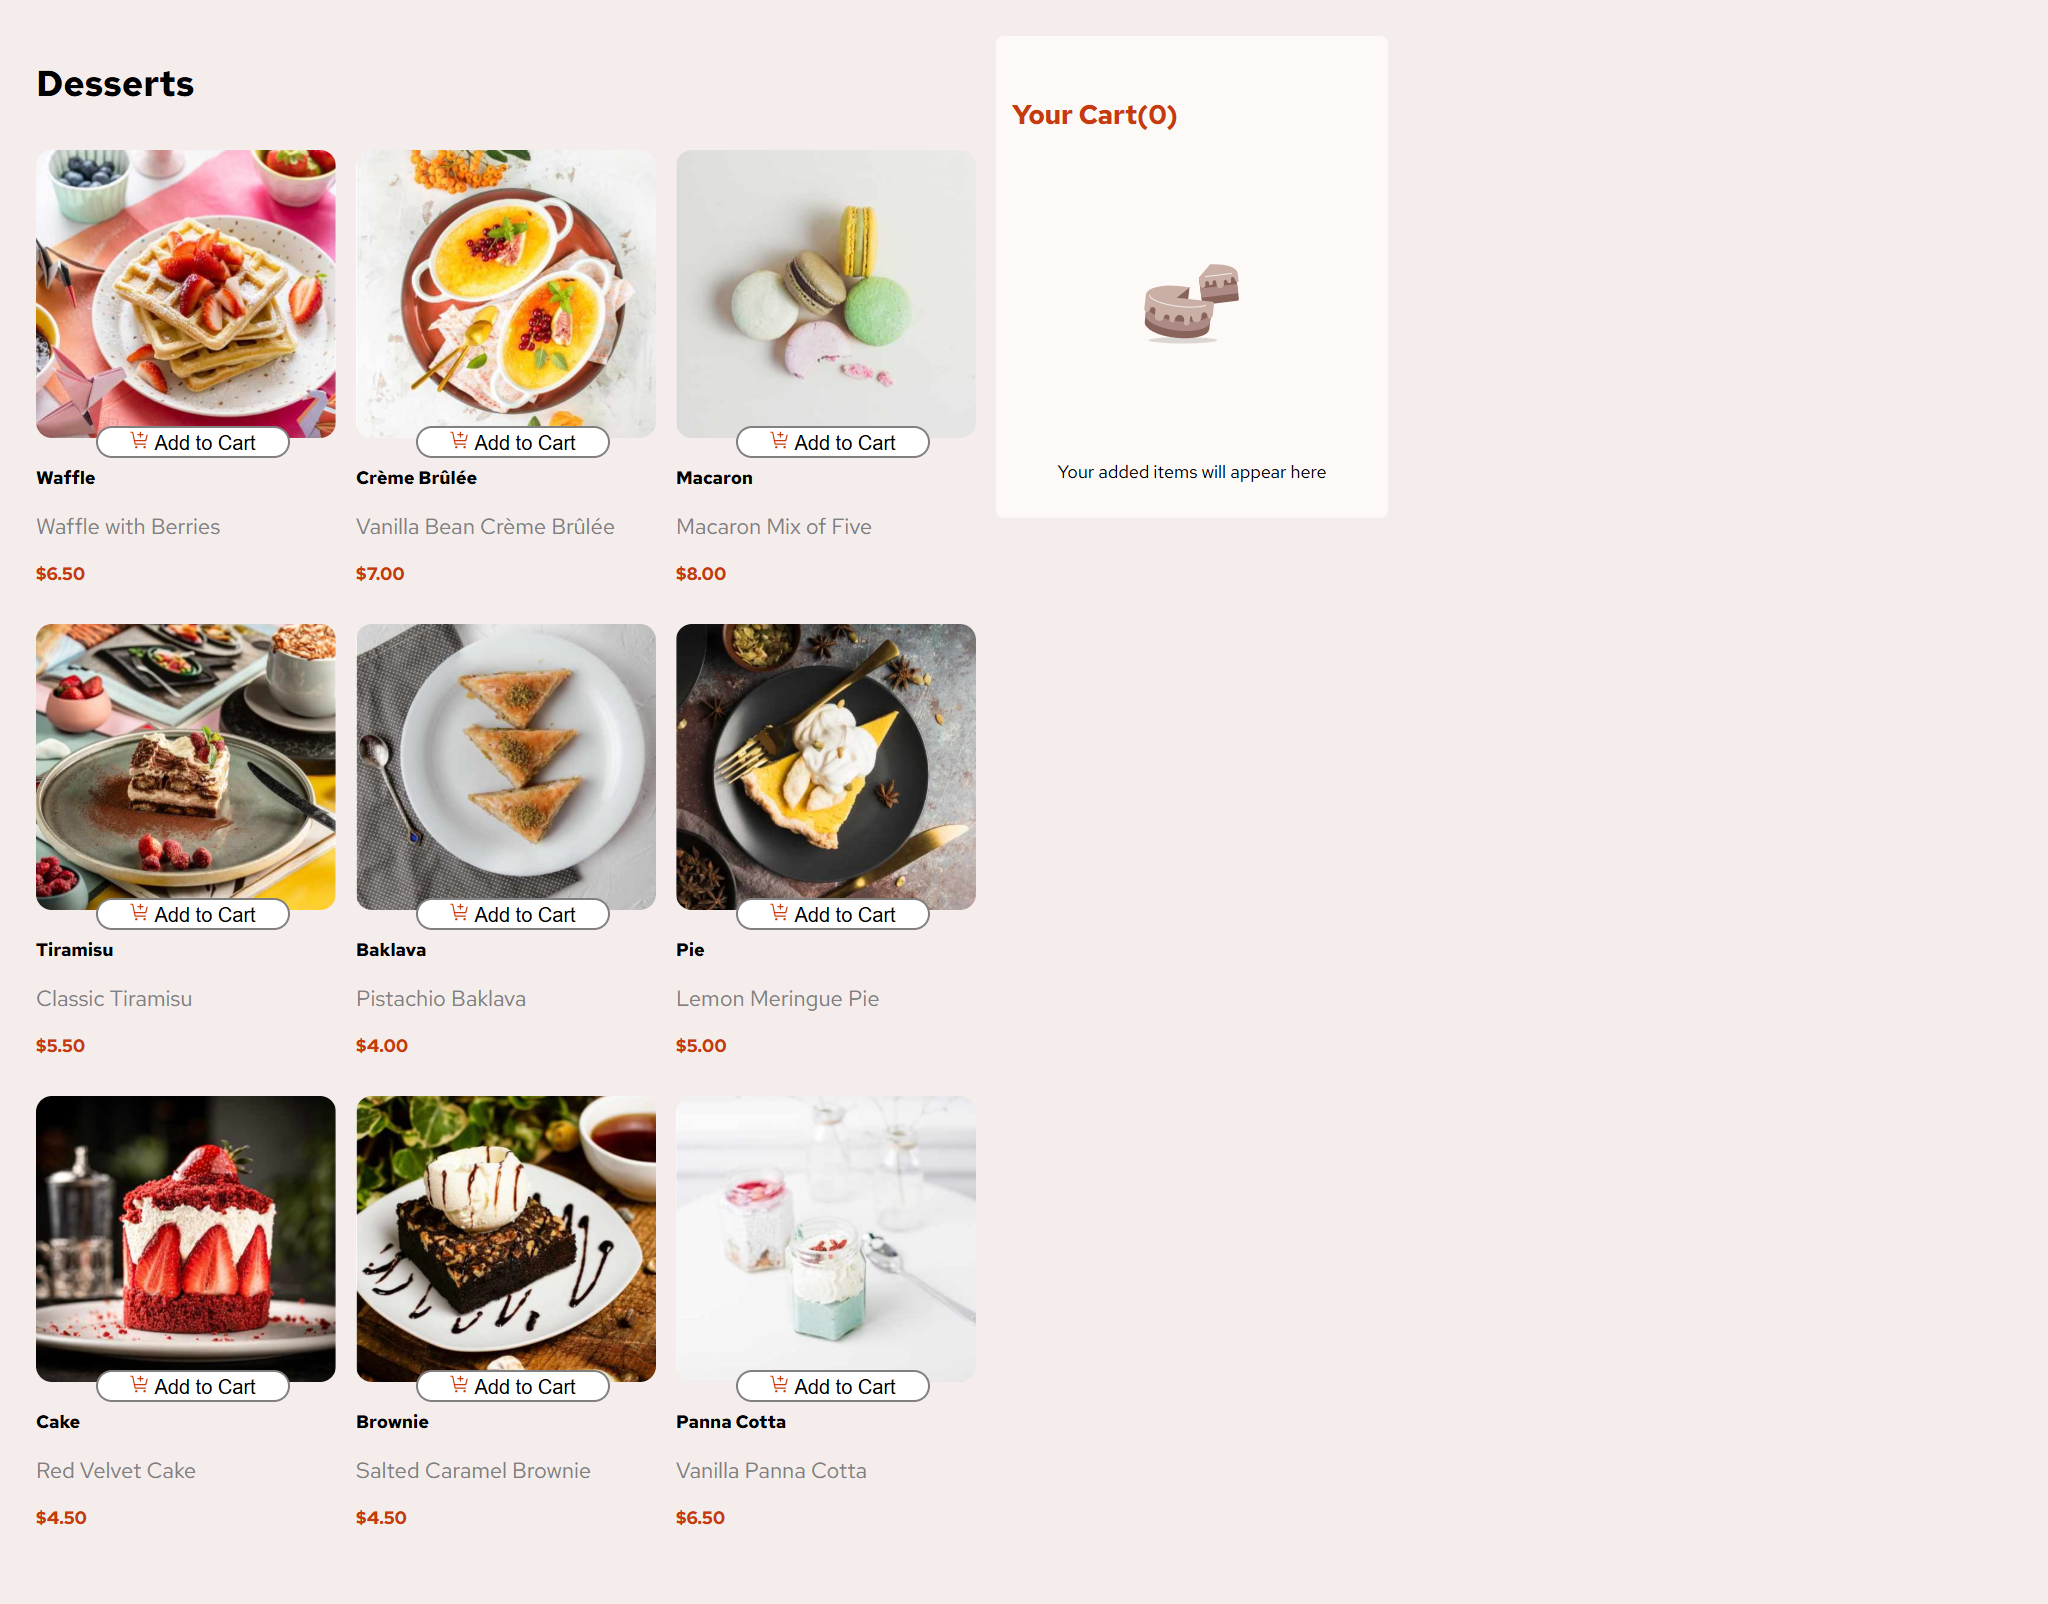 Desserts
Add to Cart
Waffle
Waffle with Berries
$6.50
Add to Cart
Crème Brûlée
Vanilla Bean Crème Brûlée
$7.00
Add to Cart
Macaron
Macaron Mix of Five
$8.00
Add to Cart
Tiramisu
Classic Tiramisu
$5.50
Add to Cart
Baklava
Pistachio Baklava
$4.00
Add to Cart
Pie
Lemon Meringue Pie
$5.00
Add to Cart
Cake
Red Velvet Cake
$4.50
Add to Cart
Brownie
Salted Caramel Brownie
$4.50
Add to Cart
Panna Cotta
Vanilla Panna Cotta
$6.50
Your Cart(0)
Your added items will appear here